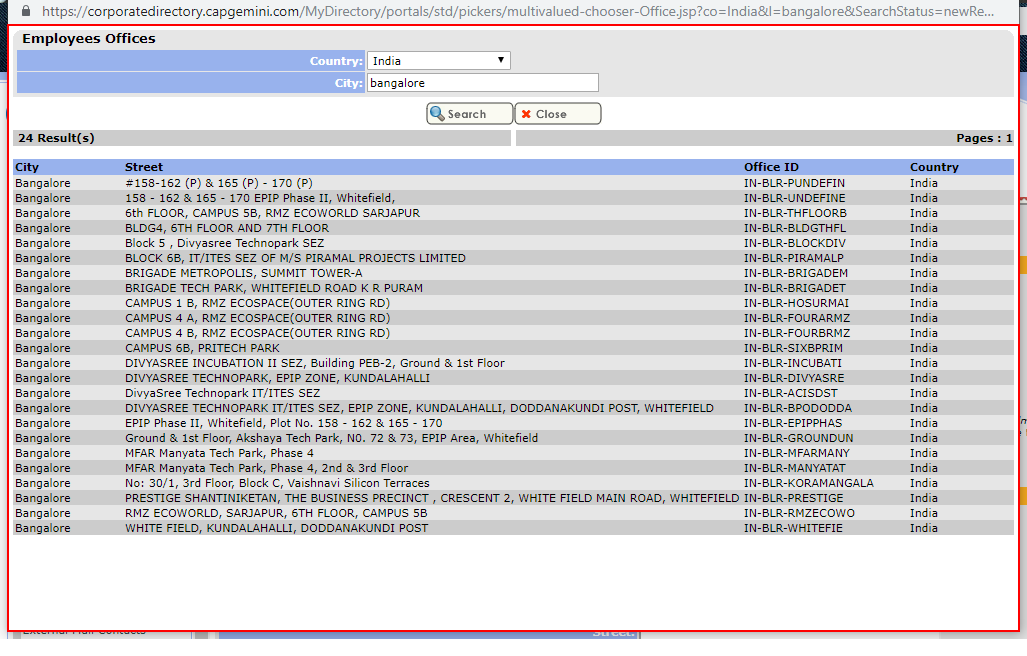 https://corporatedirectory.capgemini.com/MyDirectory/portals/std/pickers/multivalued-chooser-Office.jsp?co=India&l=bangalore&SearchStatus=newRe...
Employees Offices
Country: India
City: bangalore
Search Close
24 Result(s) Pages : 1
City Street Office ID Country
Bangalore #158-162 (P) & 165 (P) - 170 (P) IN-BLR-PUNDEFIN India
Bangalore 158 - 162 & 165 - 170 EPIP Phase II, Whitefield, IN-BLR-UNDEFINE India
Bangalore 6th FLOOR, CAMPUS 5B, RMZ ECOWORLD SARJAPUR IN-BLR-THFLOORB India
Bangalore BLDG4, 6TH FLOOR AND 7TH FLOOR IN-BLR-BLDGTHFL India
Bangalore Block 5 , Divyasree Technopark SEZ IN-BLR-BLOCKDIV India
Bangalore BLOCK 6B, IT/ITES SEZ OF M/S PIRAMAL PROJECTS LIMITED IN-BLR-PIRAMALP India
Bangalore BRIGADE METROPOLIS, SUMMIT TOWER-A IN-BLR-BRIGADEM India
Bangalore BRIGADE TECH PARK, WHITEFIELD ROAD K R PURAM IN-BLR-BRIGADET India
Bangalore CAMPUS 1 B, RMZ ECOSPACE(OUTER RING RD) IN-BLR-HOSURMAI India
Bangalore CAMPUS 4 A, RMZ ECOSPACE(OUTER RING RD) IN-BLR-FOURARMZ India
Bangalore CAMPUS 4 B, RMZ ECOSPACE(OUTER RING RD) IN-BLR-FOURBRMZ India
Bangalore CAMPUS 6B, PRITECH PARK IN-BLR-SIXBPRIM India
Bangalore DIVYASREE INCUBATION II SEZ, Building PEB-2, Ground & 1st Floor IN-BLR-INCUBATI India
Bangalore DIVYASREE TECHNOPARK, EPIP ZONE, KUNDALAHALLI IN-BLR-DIVYASRE India
Bangalore DivyaSree Technopark IT/ITES SEZ IN-BLR-ACISDST India
Bangalore DIVYASREE TECHNOPARK IT/ITES SEZ, EPIP ZONE, KUNDALAHALLI, DODDANAKUNDI POST, WHITEFIELD IN-BLR-BPODODDA India
Bangalore EPIP Phase II, Whitefield, Plot No. 158 - 162 & 165 - 170 IN-BLR-EPIPPHAS India
Bangalore Ground & 1st Floor, Akshaya Tech Park, N0. 72 & 73, EPIP Area, Whitefield IN-BLR-GROUNDUN India
Bangalore MFAR Manyata Tech Park, Phase 4 IN-BLR-MFARMANY India
Bangalore MFAR Manyata Tech Park, Phase 4, 2nd & 3rd Floor IN-BLR-MANYATAT India
Bangalore No: 30/1, 3rd Floor, Block C, Vaishnavi Silicon Terraces IN-BLR-KORAMANGALA India
Bangalore PRESTIGE SHANTINIKETAN, THE BUSINESS PRECINCT , CRESCENT 2, WHITE FIELD MAIN ROAD, WHITEFIELD IN-BLR-PRESTIGE India
Bangalore RMZ ECOWORLD, SARJAPUR, 6TH FLOOR, CAMPUS 5B IN-BLR-RMZECOWO India
Bangalore WHITE FIELD, KUNDALAHALLI, DODDANAKUNDI POST IN-BLR-WHITEFIE India
External Mail Contacts Street: